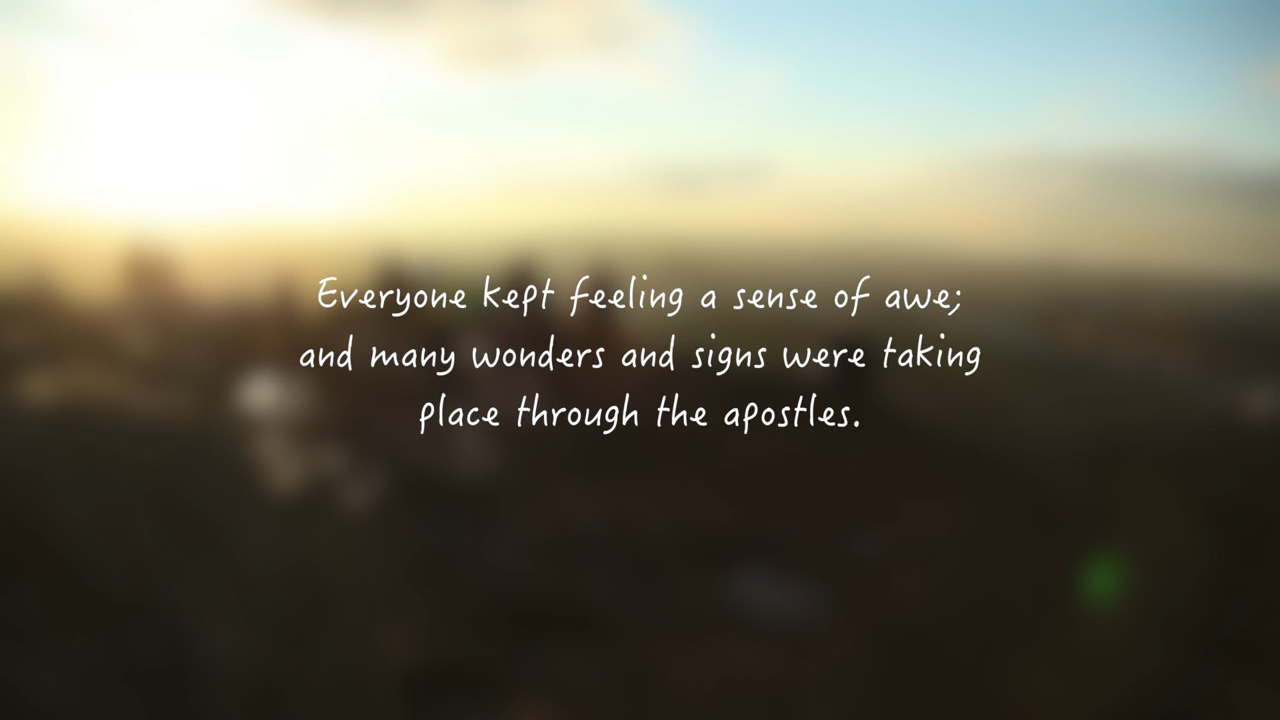 Everyone kept feeling a sense of awe;
and many wonders and signs were taking
place through the apostles.